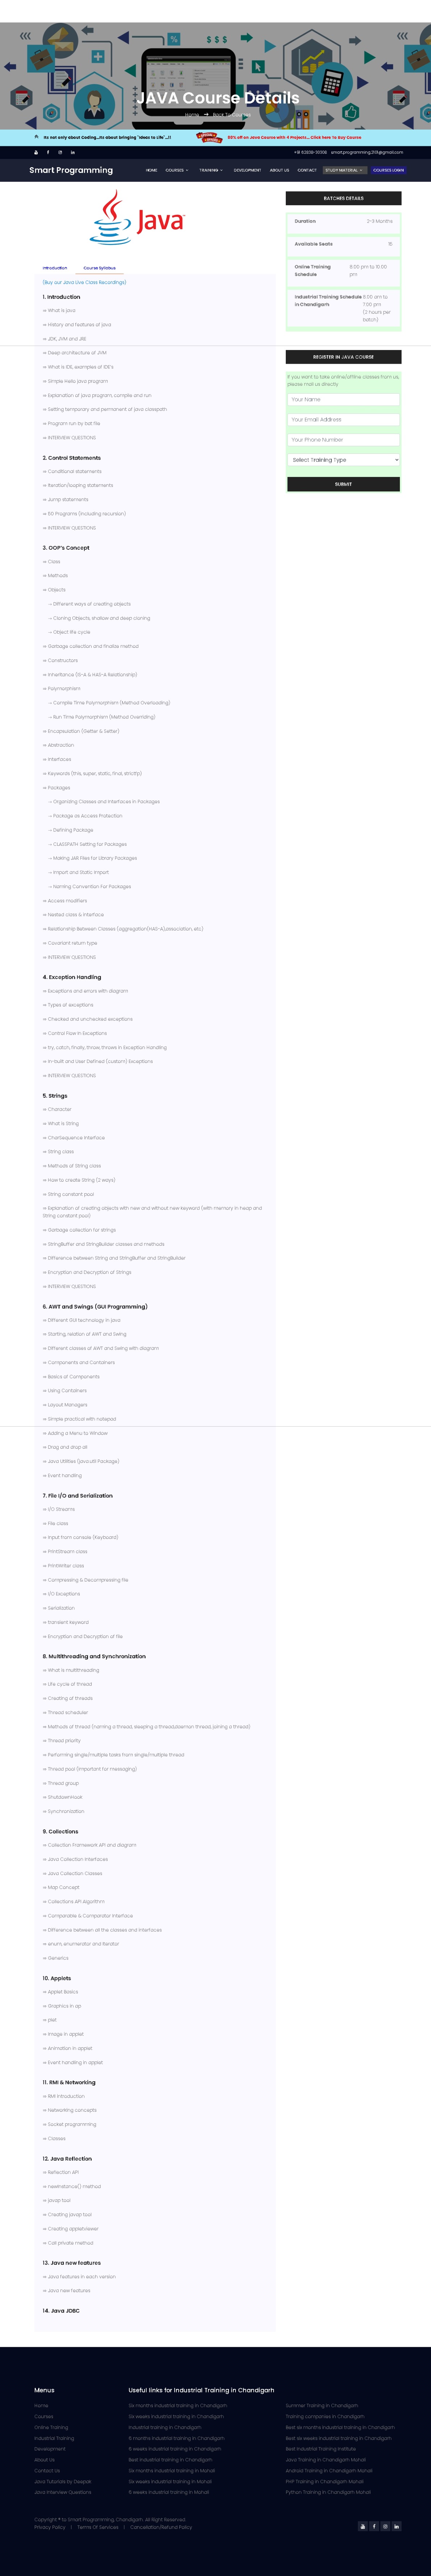 JAVA Course Details
Home
Its not only about Coding...Its about bringing "Ideas to Life"...!!
55% off on Java Course with 4 Projects... Click here to Buy Course
smartprogramming2131@gmail.com
Smart Programming
HOME COURSES TRAINING DEVELOPMENT ABOUT US CONTACT STUDY MATERIAL COURSES LOGIN
Java
Introduction Course Syllabus
(Buy our Java Live Class Recordings)
1. Introduction
⇒ What is java
⇒ History and features of java
⇒ JDK, JVM and JRE
⇒ Deep architecture of JVM
⇒ What is IDE, examples of IDE's
⇒ Simple Hello java program
⇒ Explanation of java program, compile and run
⇒ Setting temporary and permanent of java classpath
⇒ Program run by bat file
⇒ INTERVIEW QUESTIONS
2. Control Statements
⇒ Conditional statements
⇒ Iteration/looping statements
⇒ Jump statements
⇒ 50 Programs (including recursion)
⇒ INTERVIEW QUESTIONS
3. OOP's Concept
⇒ Class
⇒ Methods
⇒ Objects
→ Different ways of creating objects
→ Cloning Objects, shallow and deep cloning
→ Object life cycle
⇒ Garbage collection and finalize method
⇒ Constructors
⇒ Inheritance (IS-A & HAS-A Relationship)
⇒ Polymorphism
→ Compile Time Polymorphism (Method Overloading)
→ Run Time Polymorphism (Method Overriding)
⇒ Encapsulation (Getter & Setter)
⇒ Abstraction
⇒ Interfaces
⇒ Keywords (this, super, static, final, strictfp)
⇒ Packages
→ Organizing Classes and Interfaces in Packages
→ Package as Access Protection
→ Defining Package
→ CLASSPATH Setting for Packages
→ Making JAR Files for Library Packages
→ Import and Static Import
→ Naming Convention For Packages
⇒ Access modifiers
⇒ Nested class & Interface
⇒ Relationship Between Classes (aggregation(HAS-A),association, etc)
⇒ Covariant return type
⇒ INTERVIEW QUESTIONS
4. Exception Handling
⇒ Exceptions and errors with diagram
⇒ Types of exceptions
⇒ Checked and unchecked exceptions
⇒ Control Flow in Exceptions
⇒ try, catch, finally, throw, throws in Exception Handling
⇒ In-built and User Defined (custom) Exceptions
⇒ INTERVIEW QUESTIONS
5. Strings
⇒ Character
⇒ What is String
⇒ CharSequence Interface
⇒ String class
⇒ Methods of String class
⇒ How to create String (2 ways)
⇒ String constant pool
⇒ Explanation of creating objects with new and without new keyword (with memory in heap and
String constant pool)
⇒ Garbage collection for strings
⇒ StringBuffer and StringBuilder classes and methods
⇒ Difference between String and StringBuffer and StringBuilder
⇒ Encryption and Decryption of Strings
⇒ INTERVIEW QUESTIONS
6. AWT and Swings (GUI Programming)
⇒ Different GUI technology in java
⇒ Starting, relation of AWT and Swing
⇒ Different classes of AWT and Swing with diagram
⇒ Components and Containers
⇒ Basics of Components
⇒ Using Containers
⇒ Layout Managers
⇒ Simple practical with notepad
⇒ Adding a Menu to Window
⇒ Drag and drop all
⇒ Java Utilities (java.util Package)
⇒ Event handling
7. File I/O and Serialization
⇒ I/O Streams
⇒ File class
⇒ Input from console (Keyboard)
⇒ PrintStream class
⇒ PrintWriter class
⇒ Compressing & Decompressing File
⇒ I/O Exceptions
⇒ Serialization
⇒ transient keyword
⇒ Encryption and Decryption of file
8. Multithreading and Synchronization
⇒ What is multithreading
⇒ Life cycle of thread
⇒ Creating of threads
⇒ Thread scheduler
⇒ Methods of thread (naming a thread, sleeping a thread,daemon thread, joining a thread)
⇒ Thread priority
⇒ Performing single/multiple tasks from single/multiple thread
⇒ Thread pool (important for messaging)
⇒ Thread group
⇒ ShutdownHook
⇒ Synchronization
9. Collections
⇒ Collection Framework API and diagram
⇒ Java Collection Interfaces
⇒ Java Collection Classes
⇒ Map Concept
⇒ Collections API Algorithm
⇒ Comparable & Comparator Interface
⇒ Difference between all the classes and interfaces
⇒ enum, enumerator and iterator
⇒ Generics
10. Applets
⇒ Applet Basics
⇒ Graphics in ap
⇒ plet
⇒ Image in applet
⇒ Animation in applet
⇒ Event handling in applet
11. RMI & Networking
⇒ RMI Introduction
⇒ Networking concepts
⇒ Socket programming
⇒ Classes
12. Java Reflection
⇒ Reflection API
⇒ newInstance() method
⇒ javap tool
⇒ Creating javap tool
⇒ Creating appletviewer
⇒ Call private method
13. Java new features
⇒ Java features in each version
⇒ Java new features
14. Java JDBC
BATCHES DETAILS
Duration 2-3 Months
Available Seats
Online Training Schedule 8:00 pm to 10:00 pm
Industrial Training Schedule in Chandigarh 8:00 am to 7:00 pm (2 hours per batch)
REGISTER IN JAVA COURSE
If you want to take online/offline classes from us, please mail us directly
Your Name
Your Email Address
Your Phone Number
Select Training Type
SUBMIT
Menus
Home
Courses
Online Training
Industrial Training
Development
About Us
Contact Us
Java Tutorials by Deepak
Java Interview Questions
Useful links for Industrial Training in Chandigarh
Six months industrial training in Chandigarh
Six weeks industrial training in Chandigarh
Industrial training in Chandigarh
6 months industrial training in Chandigarh
6 weeks industrial training in Chandigarh
Best industrial training in Chandigarh
Six months industrial training in Mohali
Six weeks industrial training in Mohali
6 weeks industrial training in Mohali
Summer Training in Chandigarh
Training companies in Chandigarh
Best six months industrial training in Chandigarh
Best six weeks industrial training in Chandigarh
Best Industrial Training Institute
Java Training in Chandigarh Mohali
Android Training in Chandigarh Mohali
PHP Training in Chandigarh Mohali
Python Training in Chandigarh Mohali
Copyright © to Smart Programming, Chandigarh. All Right Reserved
Privacy Policy | Terms Of Services | Cancellation/Refund Policy